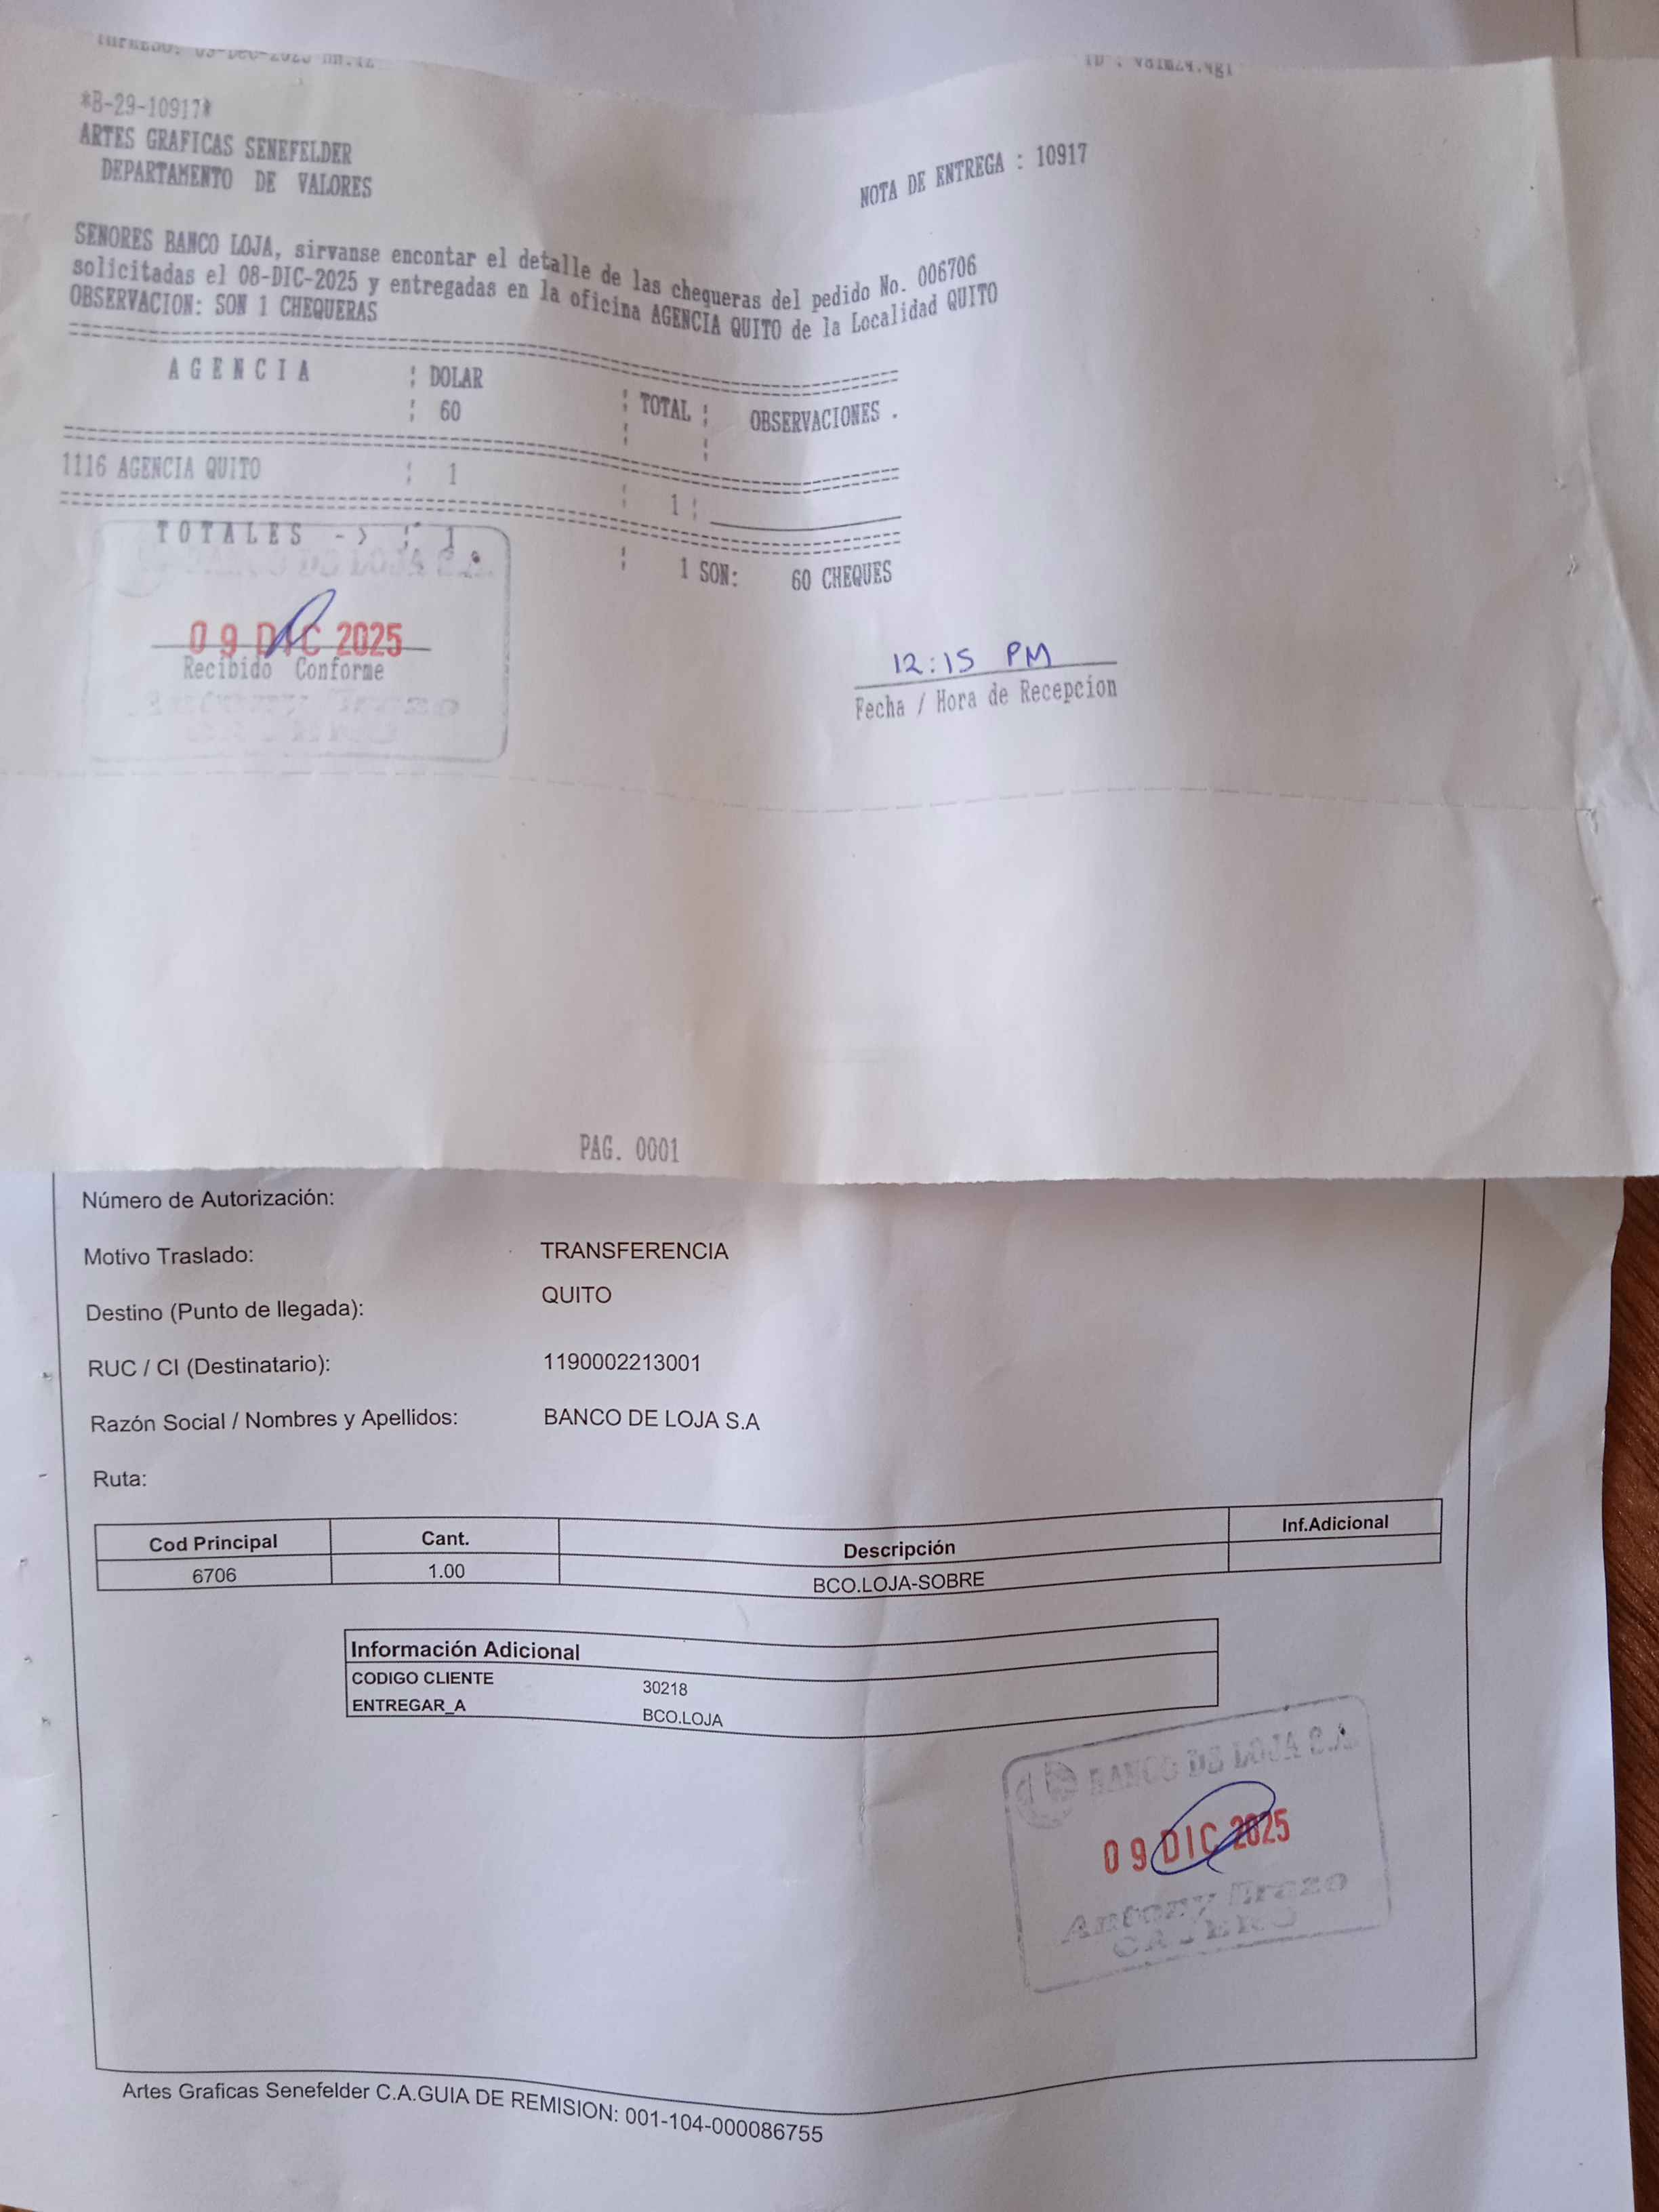 *B-29-10917*
ARTES GRAFICAS SENEFELDER
DEPARTAMENTO DE VALORES
NOTA DE ENTREGA : 10917
SENORES BANCO LOJA, sirvanse encontar el detalle de las chequeras del pedido No. 006706
solicitadas el 08-DIC-2025 y entregadas en la oficina AGENCIA QUITO de la Localidad QUITO
OBSERVACION: SON 1 CHEQUERAS
A G E N C I A ¦ DOLAR ¦ TOTAL ¦ OBSERVACIONES .
¦ 60 ¦ ¦
1116 AGENCIA QUITO ¦ 1 ¦ 1 ¦
T O T A L E S - > ¦ 1 ¦ 1 SON: 60 CHEQUES
09 DIC 2025
Recibido Conforme
12:15 PM
Fecha / Hora de Recepcion
PAG. 0001
Número de Autorización:
Motivo Traslado: TRANSFERENCIA
Destino (Punto de llegada): QUITO
RUC / CI (Destinatario): 1190002213001
Razón Social / Nombres y Apellidos: BANCO DE LOJA S.A
Ruta:
Cod Principal Cant. Descripción Inf.Adicional
6706 1.00 BCO.LOJA-SOBRE
Información Adicional
CODIGO CLIENTE 30218
ENTREGAR_A BCO.LOJA
BANCO DE LOJA S.A.
09 DIC 2025
Antony Erazo
CAJERO
Artes Graficas Senefelder C.A.GUIA DE REMISION: 001-104-000086755